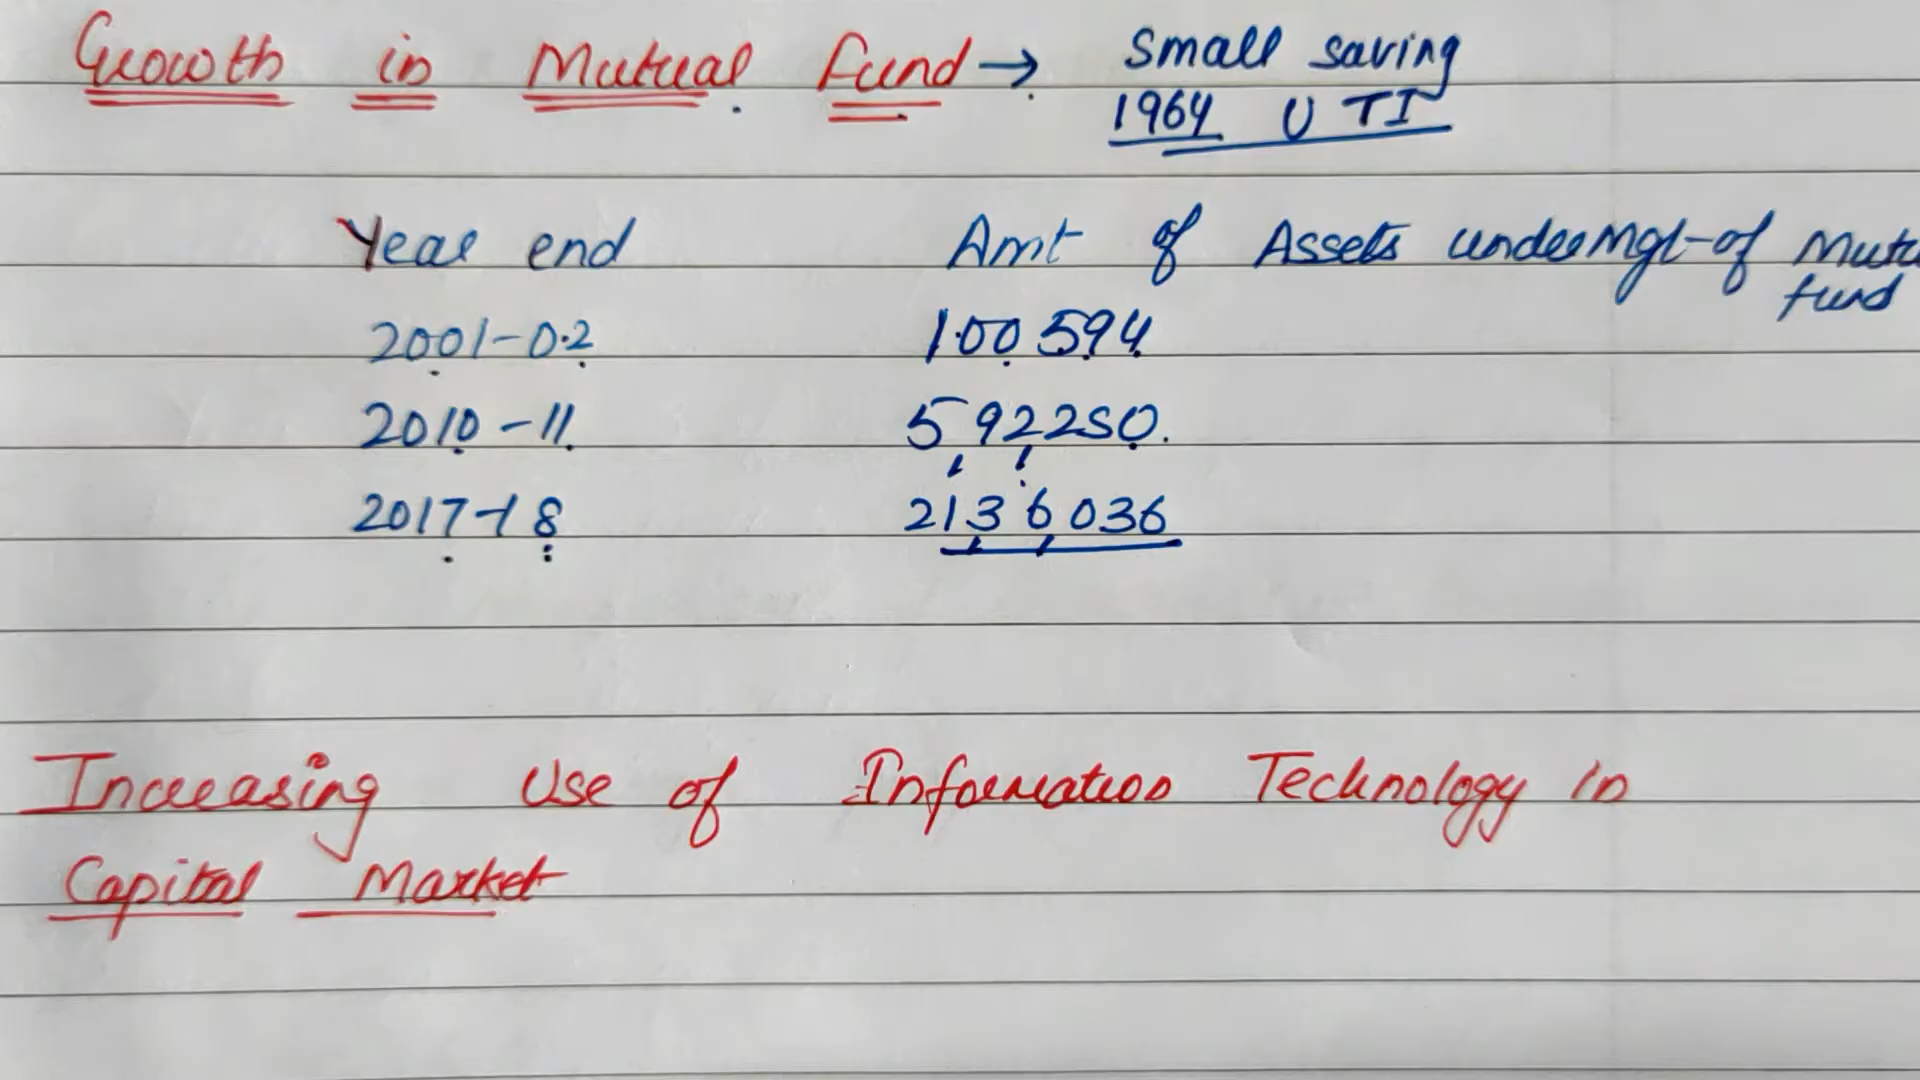 Growth in Mutual Fund → Small saving
1964 UTI
Year end Amt of Assets under Mgt of Mutu
fund
2001-02 100594
2010-11 592250.
2017-18 2136036
Increasing Use of Information Technology in
Capital Market